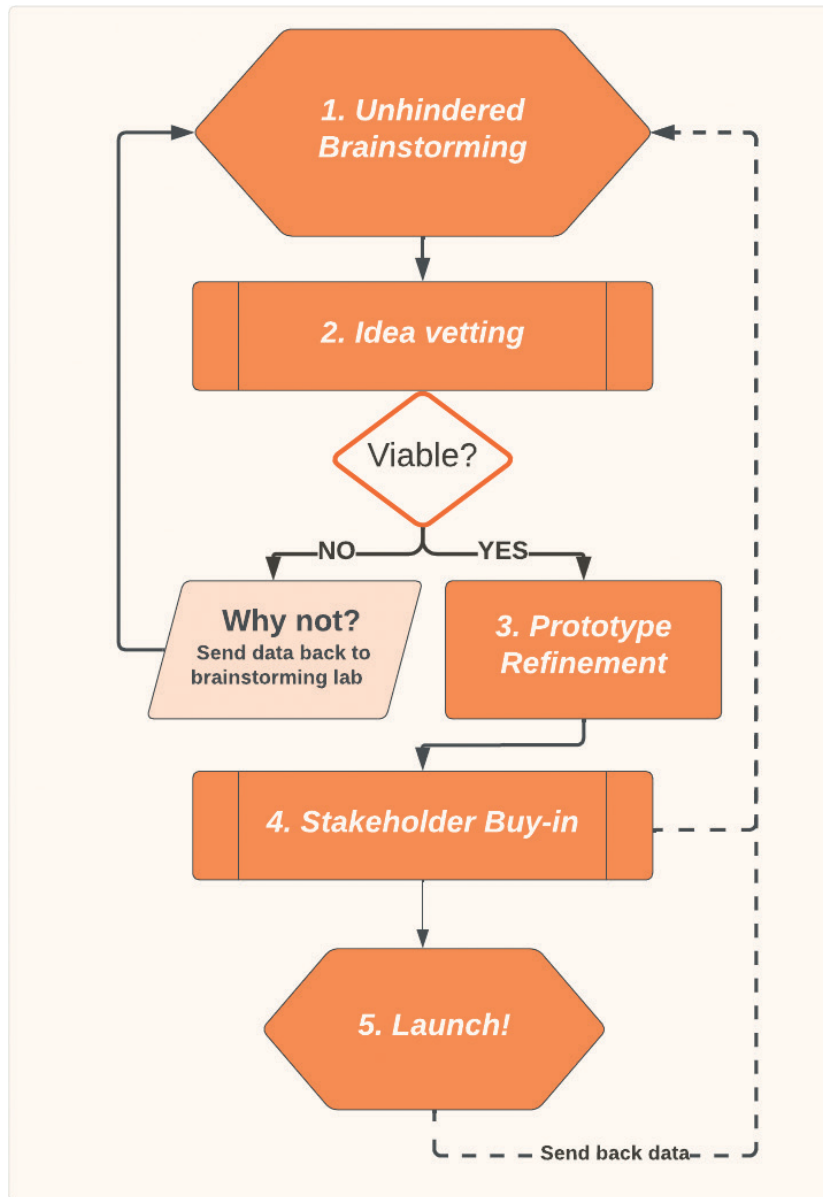 1. Unhindered
Brainstorming
2. Idea vetting
Viable?
NO
YES
Why not?
Send data back to
brainstorming lab
3. Prototype
Refinement
4. Stakeholder Buy-in
5. Launch!
Send back data